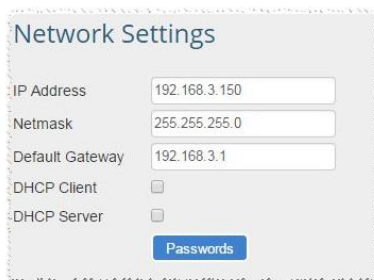 Network Settings
IP Address 192.168.3.150
Netmask 255.255.255.0
Default Gateway 192.168.3.1
DHCP Client
DHCP Server
Passwords